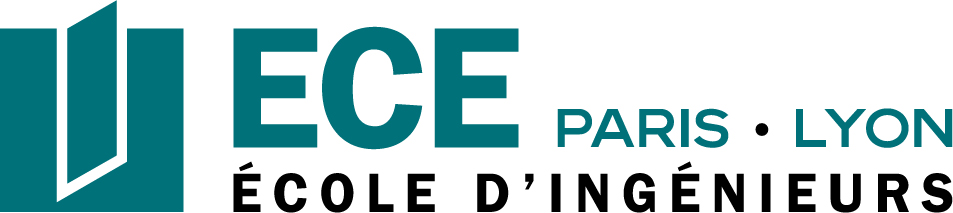 ECE PARIS • LYON
ÉCOLE D'INGÉNIEURS